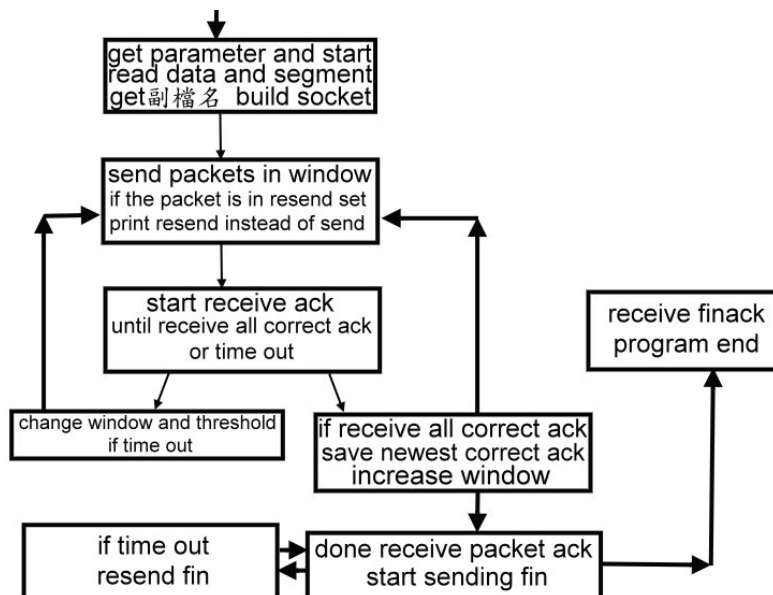 get parameter and start
read data and segment
get副檔名 build socket
send packets in window
if the packet is in resend set
print resend instead of send
start receive ack
until receive all correct ack
or time out
receive finack
program end
change window and threshold
if time out
if receive all correct ack
save newest correct ack
increase window
if time out
resend fin
done receive packet ack
start sending fin